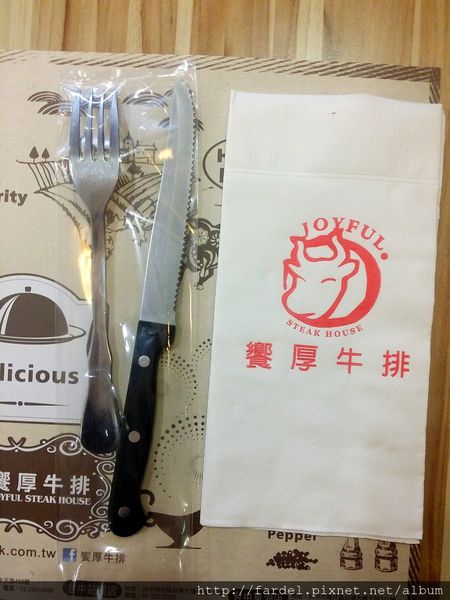 rity
JOYFUL
STEAK HOUSE
饗厚牛排
licious
饗厚牛排
OYFUL STEAK HOUSE
k.com.tw
f 饗厚牛排
Pepper
http://fardel.pixnet.net/album